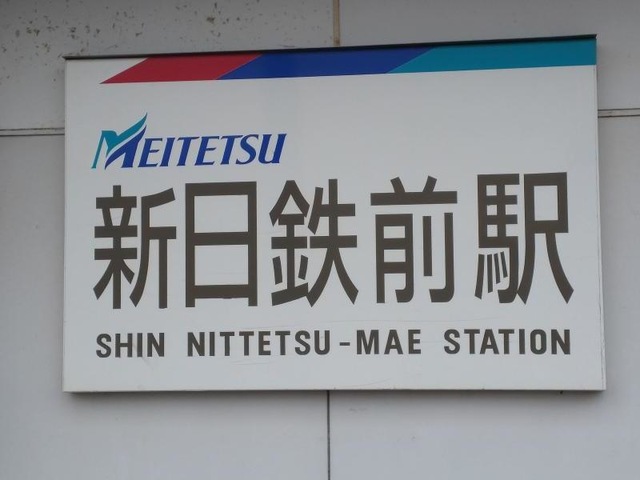 MEITETSU
新日鉄前駅
SHIN NITTETSU-MAE STATION